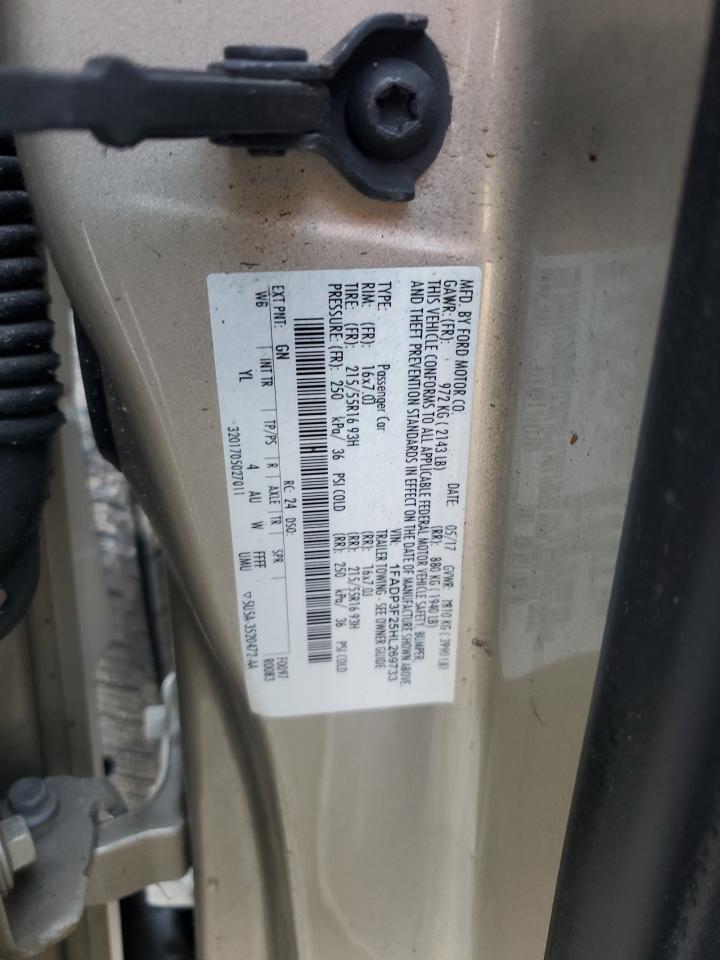 MFD. BY FORD MOTOR CO. DATE: 05/17 GVWR: 1810 KG ( 3990 LB)
GAWR:(FR): 972 KG ( 2143 LB) (RR): 880 KG ( 1940 LB)
THIS VEHICLE CONFORMS TO ALL APPLICABLE FEDERAL MOTOR VEHICLE SAFETY, BUMPER
AND THEFT PREVENTION STANDARDS IN EFFECT ON THE DATE OF MANUFACTURE SHOWN ABOVE.
VIN: 1FADP3F25HL269733
TYPE: Passenger Car TRAILER TOWING - SEE OWNER GUIDE
RIM: (FR): 16x7.0J (RR): 16x7.0J
TIRE: (FR): 215/55R16 93H (RR): 215/55R16 93H
PRESSURE: (FR): 250 kPa/ 36 PSI COLD (RR): 250 kPa/ 36 PSI COLD
H
EXT PNT: GN RC: 24 DSO: F0097
W6 INT TR TP/PS R AXLE TR SPR R0083
YL 4 AU W FFFF
UMU
3201705027011 ▽5U5A-3520472-AA